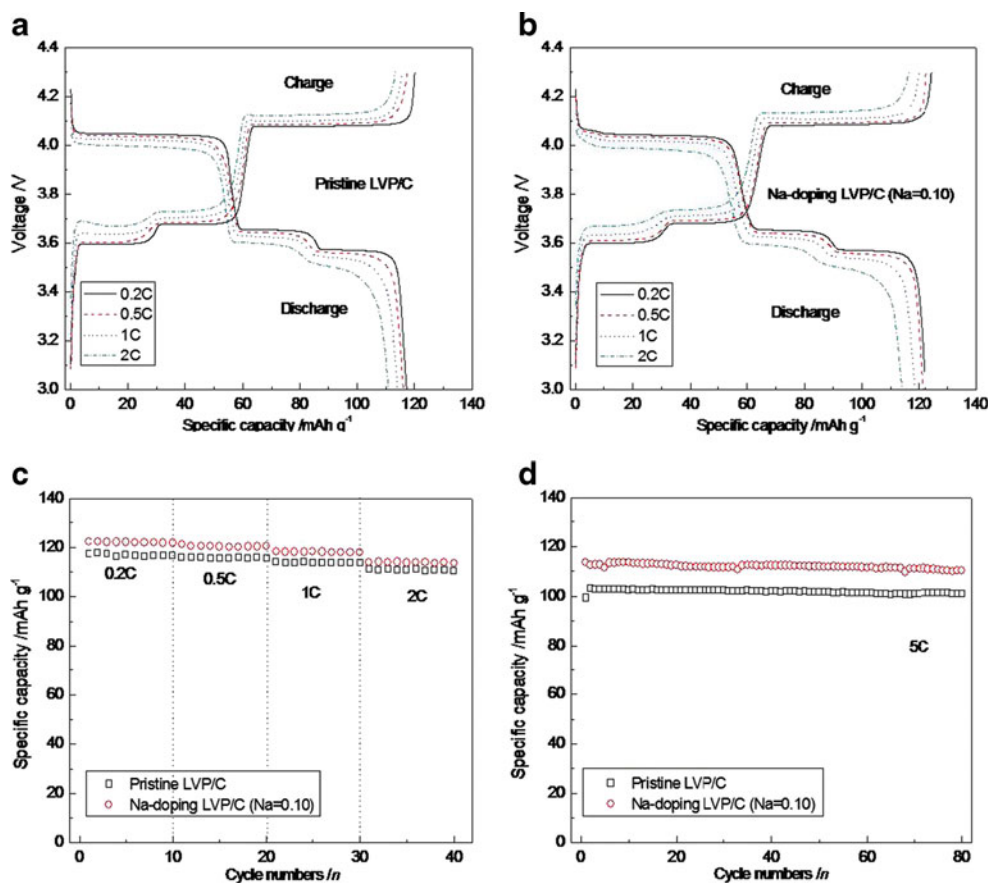 a
4.4
4.2
4.0
3.8
3.6
3.4
3.2
3.0
Voltage /V
Charge
Pristine LVP/C
Discharge
0.2C
0.5C
1C
2C
0 20 40 60 80 100 120 140
Specific capacity /mAh g-1
b
4.4
4.2
4.0
3.8
3.6
3.4
3.2
3.0
Voltage /V
Charge
Na-doping LVP/C (Na=0.10)
Discharge
0.2C
0.5C
1C
2C
0 20 40 60 80 100 120 140
Specific capacity /mAh g-1
c
140
120
100
80
60
40
20
0
Specific capacity /mAh g-1
0.2C
0.5C
1C
2C
Pristine LVP/C
Na-doping LVP/C (Na=0.10)
0 10 20 30 40
Cycle numbers /n
d
140
120
100
80
60
40
20
0
Specific capacity /mAh g-1
5C
Pristine LVP/C
Na-doping LVP/C (Na=0.10)
0 20 40 60 80
Cycle numbers /n